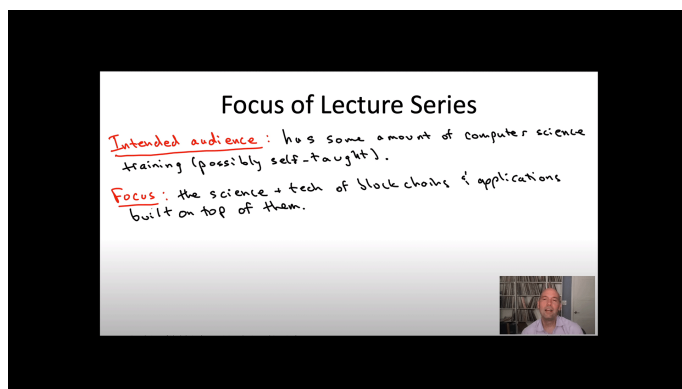 Focus of Lecture Series
Intended audience: has some amount of computer science
training (possibly self-taught).
Focus: the science + tech of blockchains & applications
built on top of them.